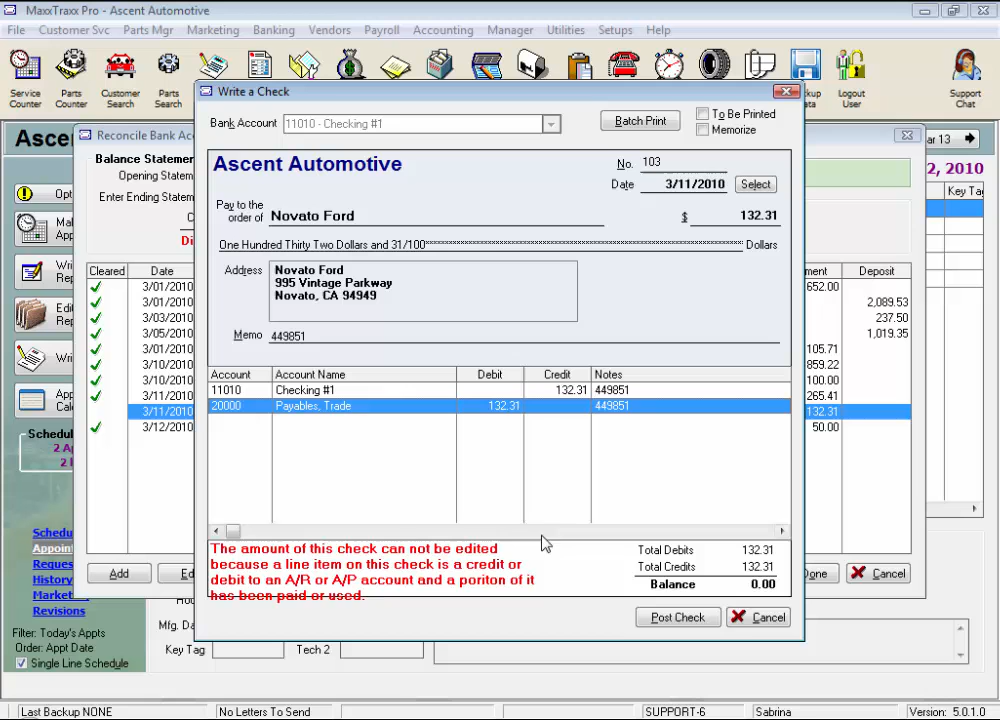 MaxxTraxx Pro - Ascent Automotive
File Customer Svc Parts Mgr Marketing Banking Vendors Payroll Accounting Manager Utilities Setups Help
Service Counter
Parts Counter
Customer Search
Parts Search
Logout User
Support Chat
Write a Check
Bank Account 11010 - Checking #1
Batch Print
To Be Printed
Memorize
Ascent Automotive
No. 103
Date 3/11/2010 Select
Pay to the order of Novato Ford $ 132.31
One Hundred Thirty Two Dollars and 31/100 Dollars
Address
Novato Ford
995 Vintage Parkway
Novato, CA 94949
Memo 449851
Account Account Name Debit Credit Notes
11010 Checking #1 132.31 449851
20000 Payables, Trade 132.31 449851
The amount of this check can not be edited
because a line item on this check is a credit or
debit to an A/R or A/P account and a poriton of it
has been paid or used.
Total Debits 132.31
Total Credits 132.31
Balance 0.00
Post Check Cancel
Reconcile Bank
Balance
Opening
Enter Ending
Cleared Date Deposit
3/01/2010 652.00
3/01/2010 2,089.53
3/03/2010 237.50
3/05/2010 1,019.35
3/01/2010 105.71
3/10/2010 859.22
3/10/2010 100.00
3/11/2010 265.41
3/11/2010 132.31
3/12/2010 50.00
Add Cancel
2, 2010
Key
Filter: Today's Appts
Order: Appt Date
Single Line Schedule
History
Revisions
Key Tag
Tech 2
Last Backup NONE No Letters To Send SUPPORT-6 Sabrina Version: 5.0.1.0